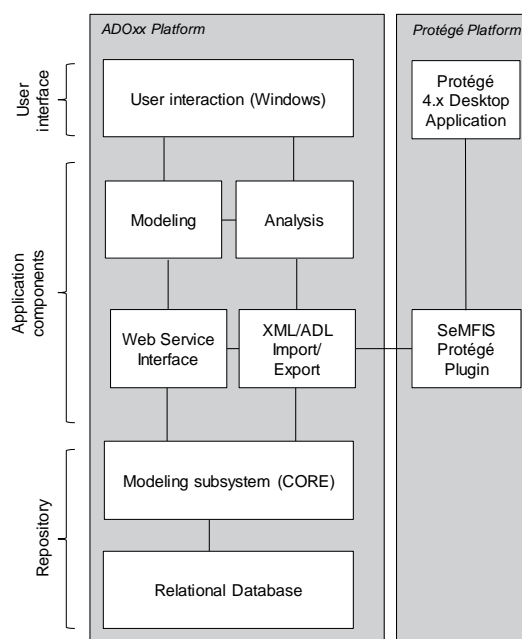 ADOxx Platform
Protégé Platform
User
interface
User interaction (Windows)
Protégé
4.x Desktop
Application
Application
components
Modeling
Analysis
Web Service
Interface
XML/ADL
Import/
Export
SeMFIS
Protégé
Plugin
Repository
Modeling subsystem (CORE)
Relational Database